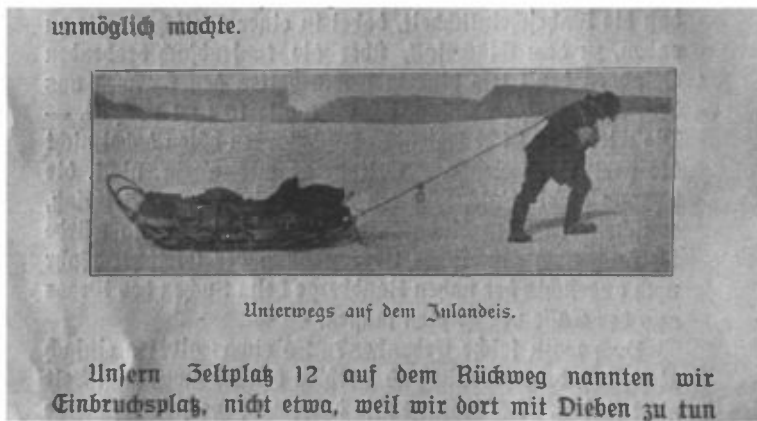 unmöglich machte.
Unterwegs auf dem Inlandeis.
Unsern Zeltplatz 12 auf dem Rückweg nannten wir
Einbruchsplatz, nicht etwa, weil wir dort mit Dieben zu tun